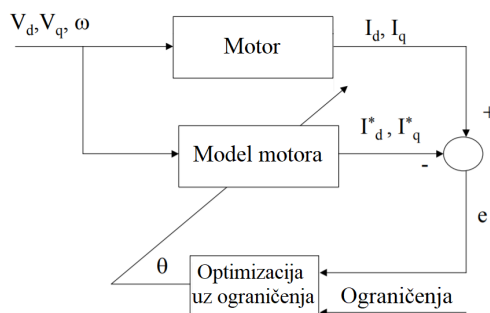 V_d,V_q, ω
Motor
I_d, I_q
+
I*_d, I*_q
Model motora
-
e
θ
Optimizacija
uz ograničenja
Ograničenja